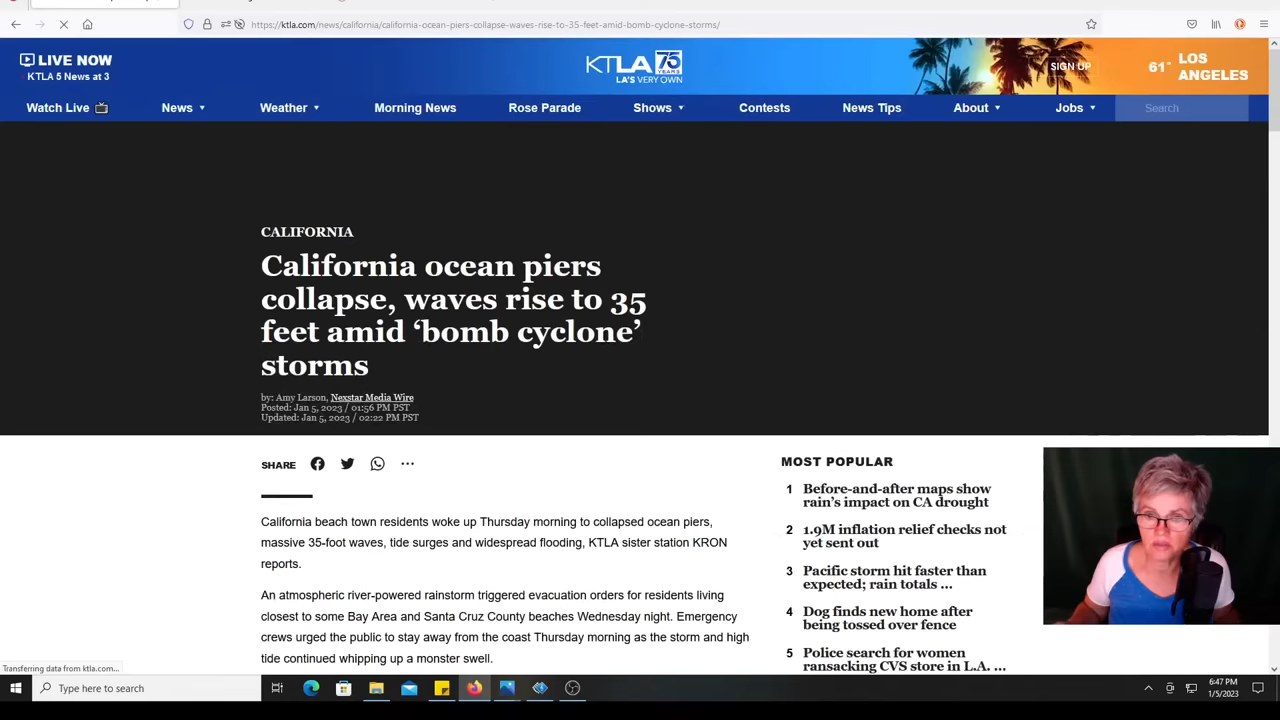 https://ktla.com/news/california/california-ocean-piers-collapse-waves-rise-to-35-feet-amid-bomb-cyclone-storms/
LIVE NOW
KTLA 5 News at 3
KTLA 75 YEARS
LA'S VERY OWN
SIGN UP
61° LOS ANGELES
Watch Live News Weather Morning News Rose Parade Shows Contests News Tips About Jobs Search
CALIFORNIA
California ocean piers
collapse, waves rise to 35
feet amid ‘bomb cyclone’
storms
by: Amy Larson, Nexstar Media Wire
Posted: Jan 5, 2023 / 01:56 PM PST
Updated: Jan 5, 2023 / 02:22 PM PST
SHARE
California beach town residents woke up Thursday morning to collapsed ocean piers,
massive 35-foot waves, tide surges and widespread flooding, KTLA sister station KRON
reports.
An atmospheric river-powered rainstorm triggered evacuation orders for residents living
closest to some Bay Area and Santa Cruz County beaches Wednesday night. Emergency
crews urged the public to stay away from the coast Thursday morning as the storm and high
tide continued whipping up a monster swell.
MOST POPULAR
1 Before-and-after maps show
rain’s impact on CA drought
2 1.9M inflation relief checks not
yet sent out
3 Pacific storm hit faster than
expected; rain totals …
4 Dog finds new home after
being tossed over fence
5 Police search for women
ransacking CVS store in L.A. …
Transferring data from ktla.com...
Type here to search
6:47 PM
1/5/2023